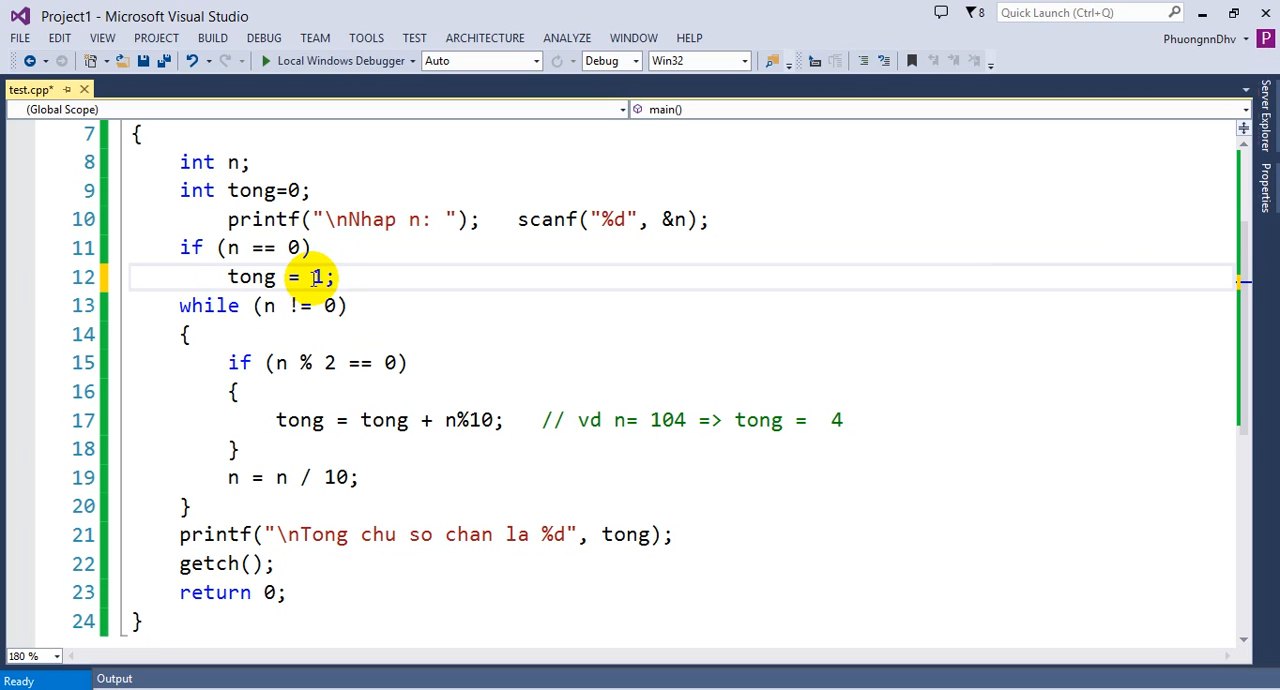 Project1 - Microsoft Visual Studio
8
Quick Launch (Ctrl+Q)
FILE EDIT VIEW PROJECT BUILD DEBUG TEAM TOOLS TEST ARCHITECTURE ANALYZE WINDOW HELP
PhuongnnDhv P
Local Windows Debugger Auto Debug Win32
test.cpp*
(Global Scope) main()
Server Explorer
Properties
7 {
8 int n;
9 int tong=0;
10 printf("\nNhap n: "); scanf("%d", &n);
11 if (n == 0)
12 tong = 1;
13 while (n != 0)
14 {
15 if (n % 2 == 0)
16 {
17 tong = tong + n%10; // vd n= 104 => tong = 4
18 }
19 n = n / 10;
20 }
21 printf("\nTong chu so chan la %d", tong);
22 getch();
23 return 0;
24 }
180 %
Output
Ready